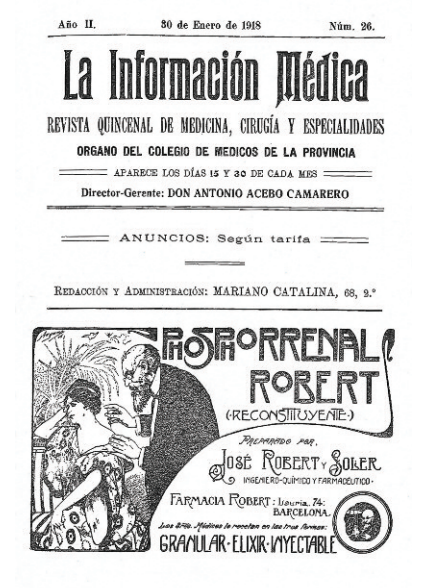 Año II.
30 de Enero de 1918
Núm. 26.
La Información Médica
REVISTA QUINCENAL DE MEDICINA, CIRUGÍA Y ESPECIALIDADES
ORGANO DEL COLEGIO DE MEDICOS DE LA PROVINCIA
APARECE LOS DÍAS 15 Y 30 DE CADA MES
Director-Gerente: DON ANTONIO ACEBO CAMARERO
ANUNCIOS: Según tarifa
REDACCIÓN Y ADMINISTRACIÓN: MARIANO CATALINA, 68, 2.º
PHOSPHORRENAL
ROBERT
(-RECONSTITUYENTE-)
PREPARADO POR,
JOSÉ ROBERT Y SOLER
INGENIERO-QUÍMICO Y FARMACÉUTICO-
FARMACIA ROBERT: Lauria, 74:
BARCELONA.
Los Srs. Médicos lo recetan en las tres formas:
GRANULAR-ELIXIR-INYECTABLE